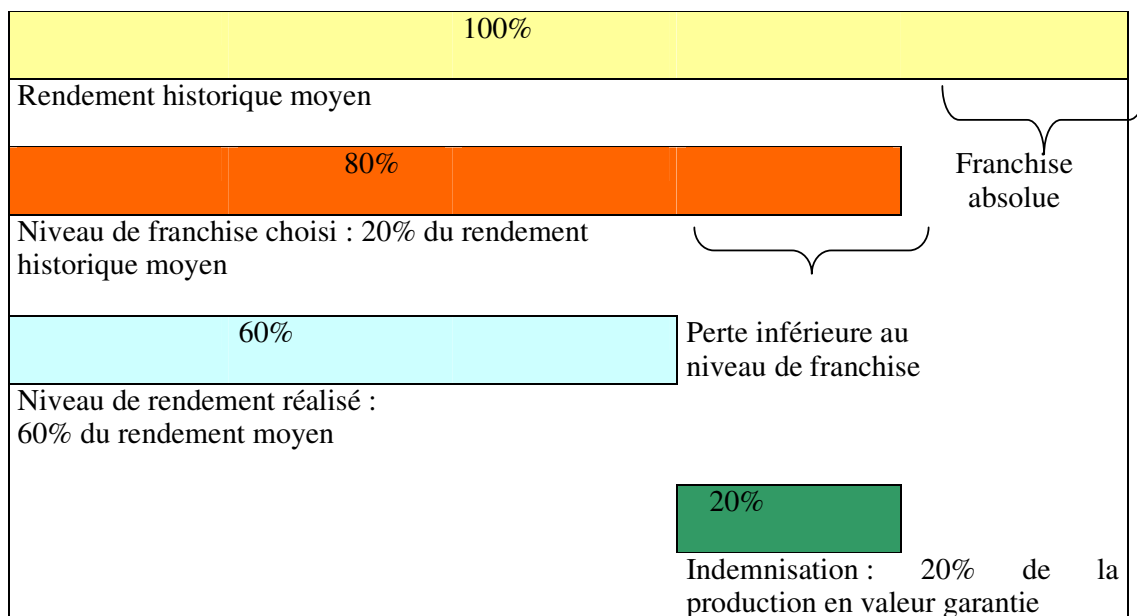 100%
Rendement historique moyen
80%
Franchise
absolue
Niveau de franchise choisi : 20% du rendement
historique moyen
60%
Perte inférieure au
niveau de franchise
Niveau de rendement réalisé :
60% du rendement moyen
20%
Indemnisation : 20% de la
production en valeur garantie